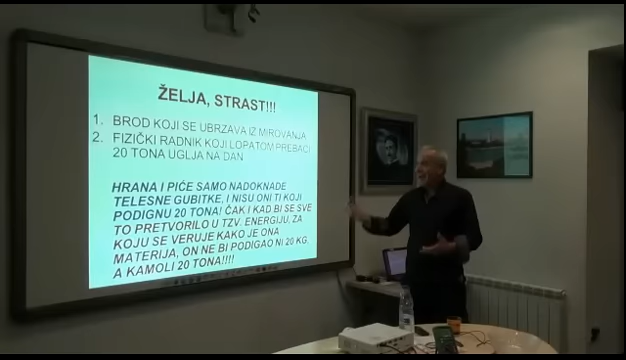 ŽELJA, STRAST!!!
1. BROD KOJI SE UBRZAVA IZ MIROVANJA
2. FIZIČKI RADNIK KOJI LOPATOM PREBACI
20 TONA UGLJA NA DAN
HRANA I PIĆE SAMO NADOKNADE
TELESNE GUBITKE, I NISU ONI TI KOJI
PODIGNU 20 TONA! ČAK I KAD BI SE SVE
TO PRETVORILO U TZV. ENERGIJU, ZA
KOJU SE VERUJE KAKO JE ONA
MATERIJA, ON NE BI PODIGAO NI 20 KG,
A KAMOLI 20 TONA!!!!